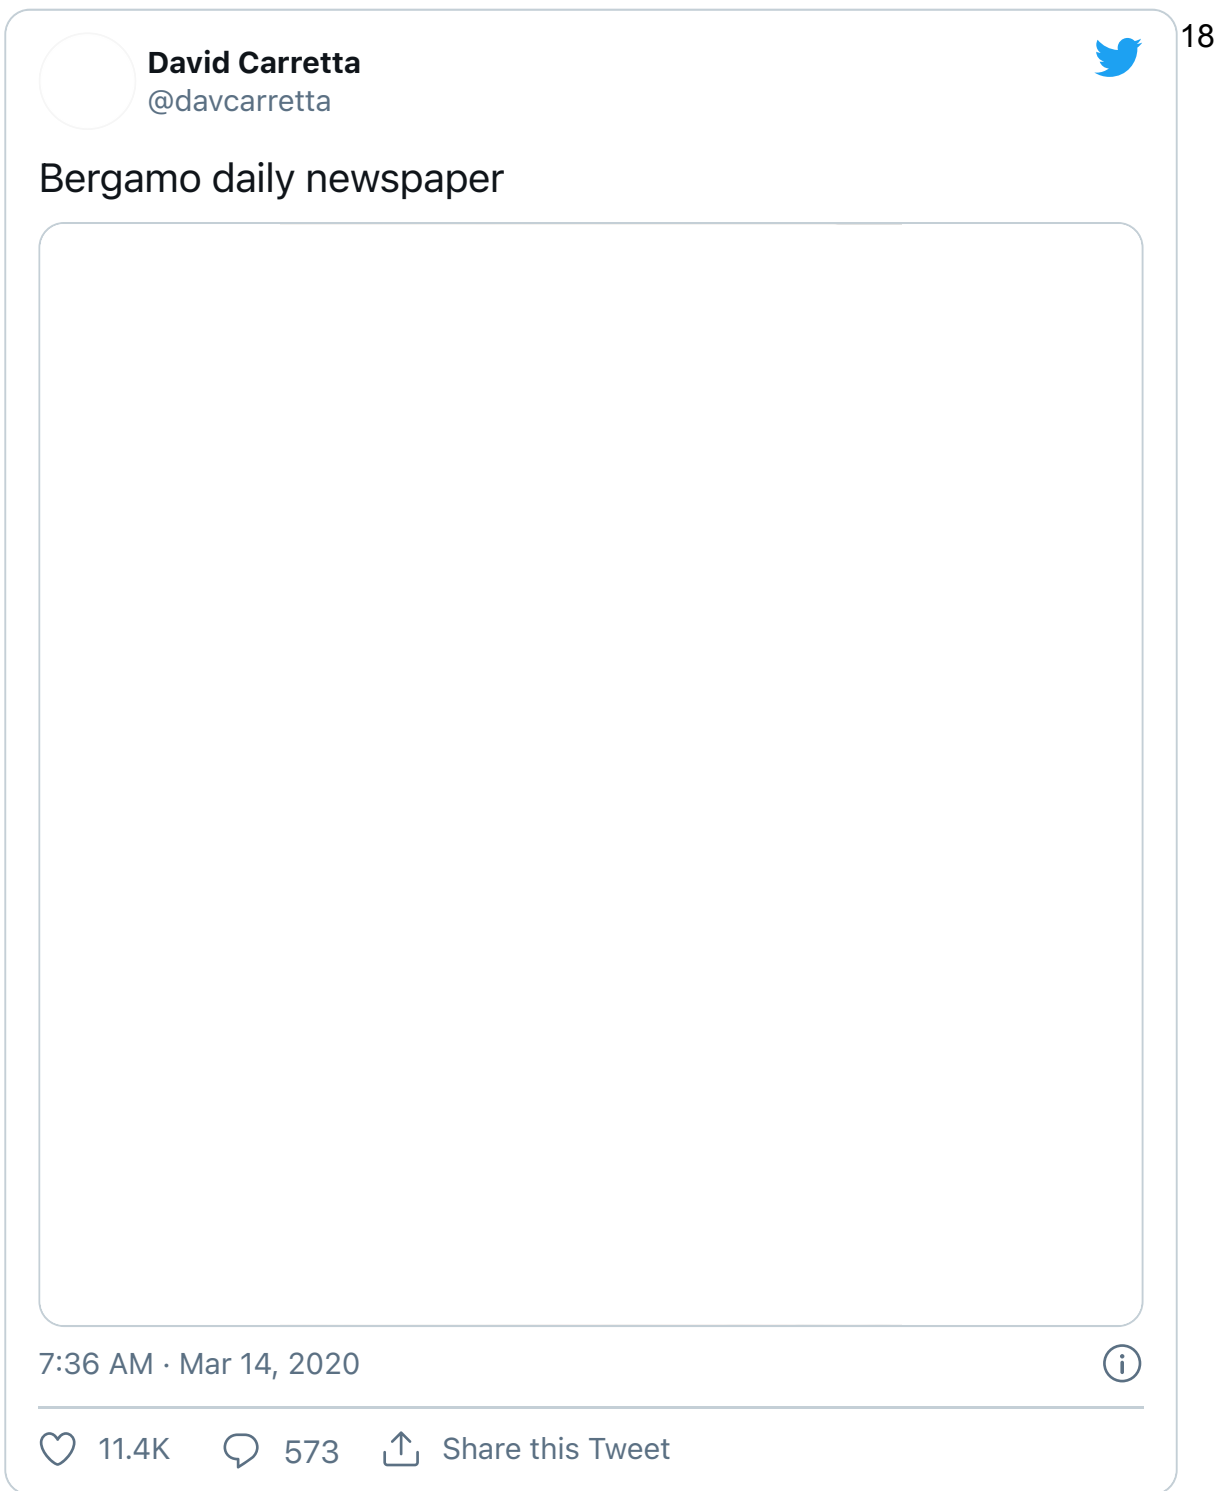 18
David Carretta
@davcarretta
Bergamo daily newspaper
7:36 AM · Mar 14, 2020
11.4K 573 Share this Tweet